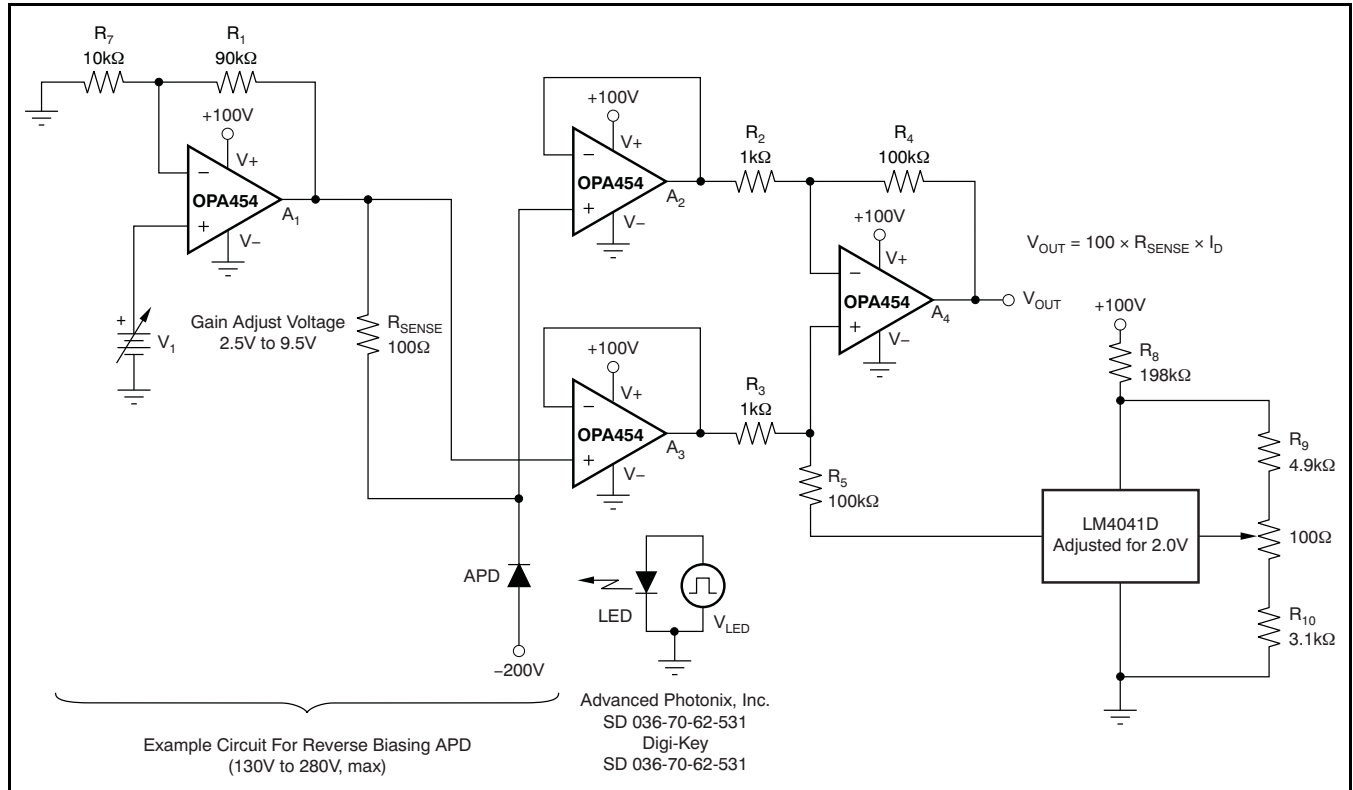 R7
10kΩ
R1
90kΩ
+100V
V+
−
OPA454
+
A1
V−
+
V1
Gain Adjust Voltage
2.5V to 9.5V
RSENSE
100Ω
+100V
V+
−
OPA454
+
A2
V−
R2
1kΩ
R4
100kΩ
+100V
V+
−
OPA454
+
A4
V−
VOUT
VOUT = 100 × RSENSE × ID
+100V
V+
−
OPA454
+
A3
V−
R3
1kΩ
R5
100kΩ
+100V
R8
198kΩ
R9
4.9kΩ
LM4041D
Adjusted for 2.0V
100Ω
R10
3.1kΩ
APD
−200V
LED
VLED
Advanced Photonix, Inc.
SD 036-70-62-531
Digi-Key
SD 036-70-62-531
Example Circuit For Reverse Biasing APD
(130V to 280V, max)